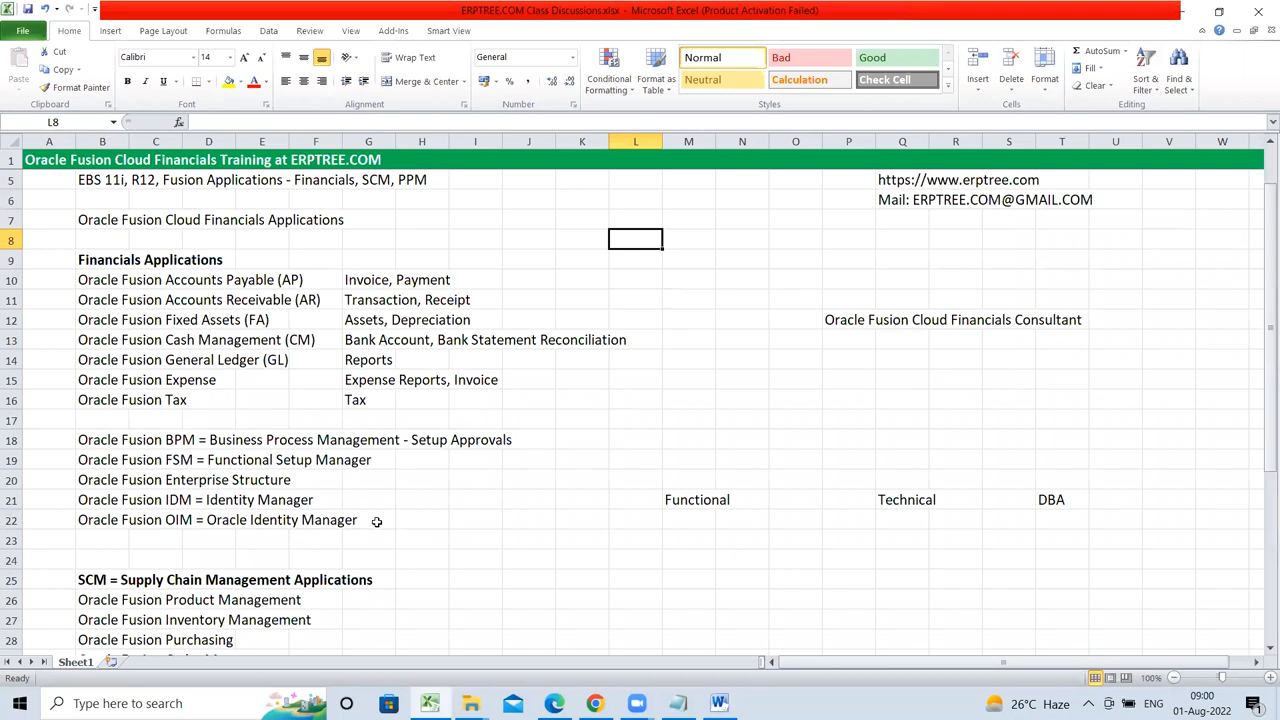 ERPTREE.COM Class Discussions.xlsx - Microsoft Excel (Product Activation Failed)
File Home Insert Page Layout Formulas Data Review View Add-Ins Smart View
Paste
Cut
Copy
Format Painter
Clipboard
Calibri 14
B I U
Font
Wrap Text
Merge & Center
Alignment
General
Number
Conditional Formatting
Format as Table
Normal Bad Good
Neutral Calculation Check Cell
Styles
Insert Delete Format
Cells
AutoSum
Fill
Clear
Sort & Filter
Find & Select
Editing
L8 fx
A B C D E F G H I J K L M N O P Q R S T U V W
1 Oracle Fusion Cloud Financials Training at ERPTREE.COM
5 EBS 11i, R12, Fusion Applications - Financials, SCM, PPM https://www.erptree.com
6 Mail: ERPTREE.COM@GMAIL.COM
7 Oracle Fusion Cloud Financials Applications
8
9 Financials Applications
10 Oracle Fusion Accounts Payable (AP) Invoice, Payment
11 Oracle Fusion Accounts Receivable (AR) Transaction, Receipt
12 Oracle Fusion Fixed Assets (FA) Assets, Depreciation Oracle Fusion Cloud Financials Consultant
13 Oracle Fusion Cash Management (CM) Bank Account, Bank Statement Reconciliation
14 Oracle Fusion General Ledger (GL) Reports
15 Oracle Fusion Expense Expense Reports, Invoice
16 Oracle Fusion Tax Tax
17
18 Oracle Fusion BPM = Business Process Management - Setup Approvals
19 Oracle Fusion FSM = Functional Setup Manager
20 Oracle Fusion Enterprise Structure
21 Oracle Fusion IDM = Identity Manager Functional Technical DBA
22 Oracle Fusion OIM = Oracle Identity Manager
23
24
25 SCM = Supply Chain Management Applications
26 Oracle Fusion Product Management
27 Oracle Fusion Inventory Management
28 Oracle Fusion Purchasing
Sheet1
Ready 100%
Type here to search 26°C Haze ENG 09:00
01-Aug-2022